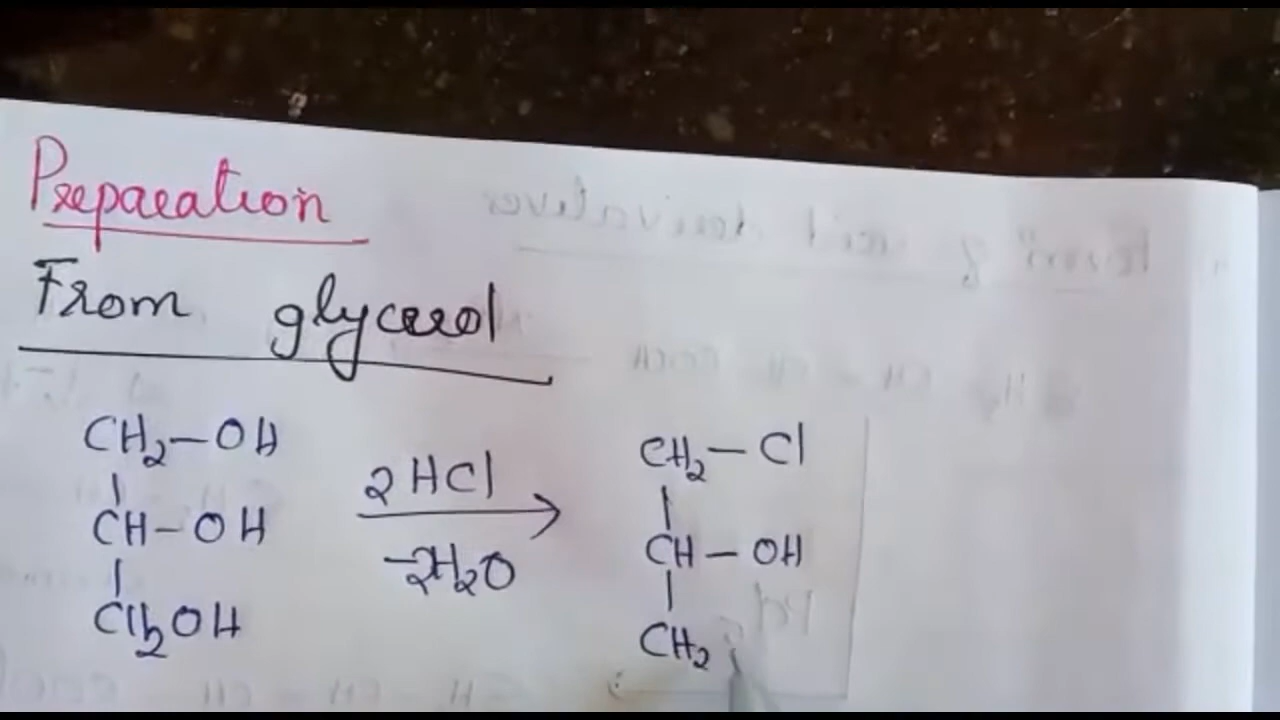 Preparation
From glycerol
CH₂—OH
|
CH—OH
|
CH₂OH
2HCl
-2H₂O
CH₂—Cl
|
CH—OH
|
CH₂